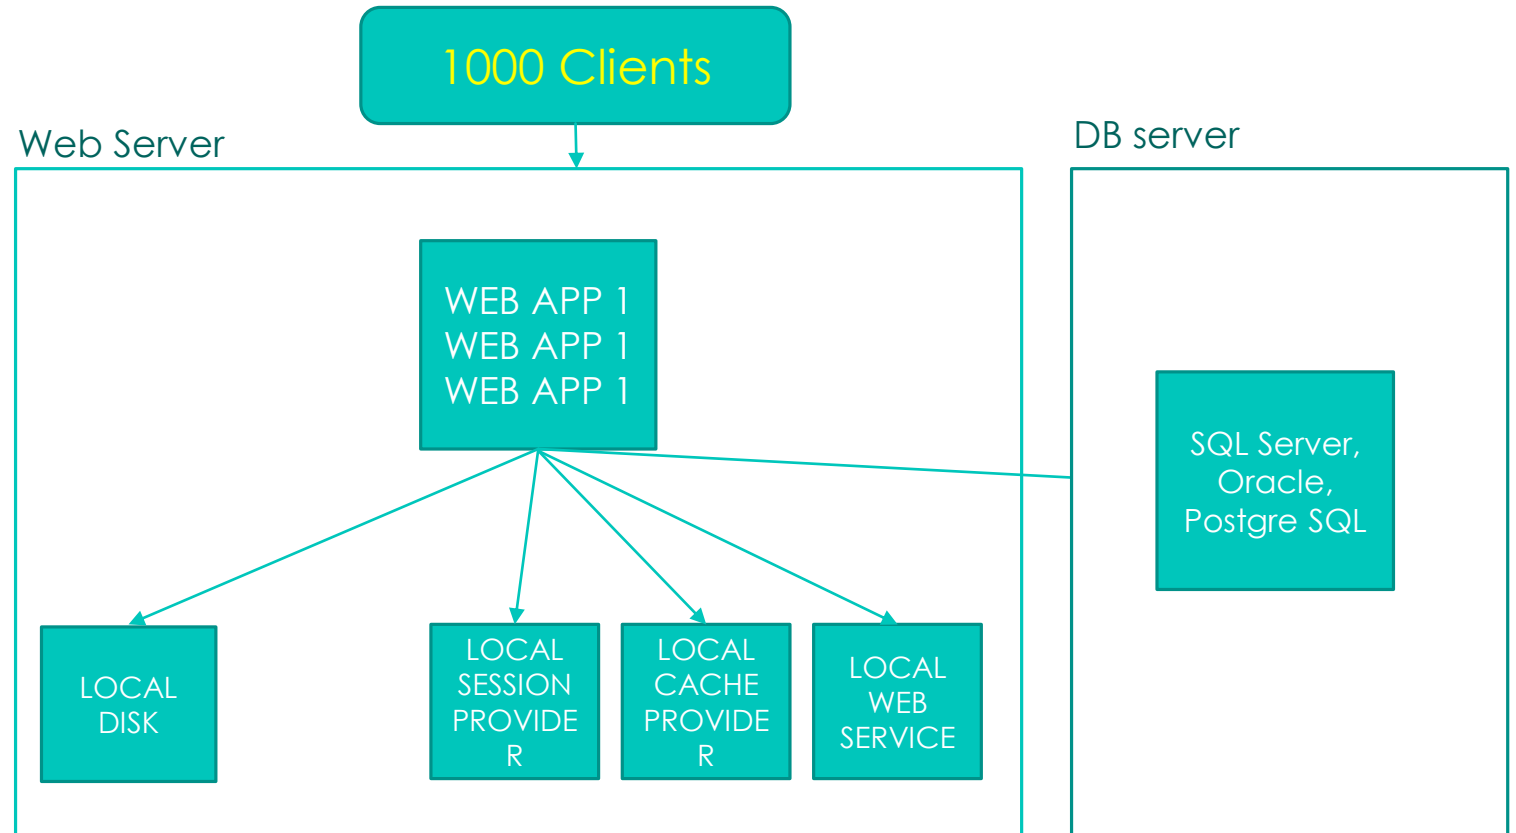 1000 Clients
Web Server
DB server
WEB APP 1
WEB APP 1
WEB APP 1
SQL Server,
Oracle,
Postgre SQL
LOCAL
DISK
LOCAL
SESSION
PROVIDE
R
LOCAL
CACHE
PROVIDE
R
LOCAL
WEB
SERVICE